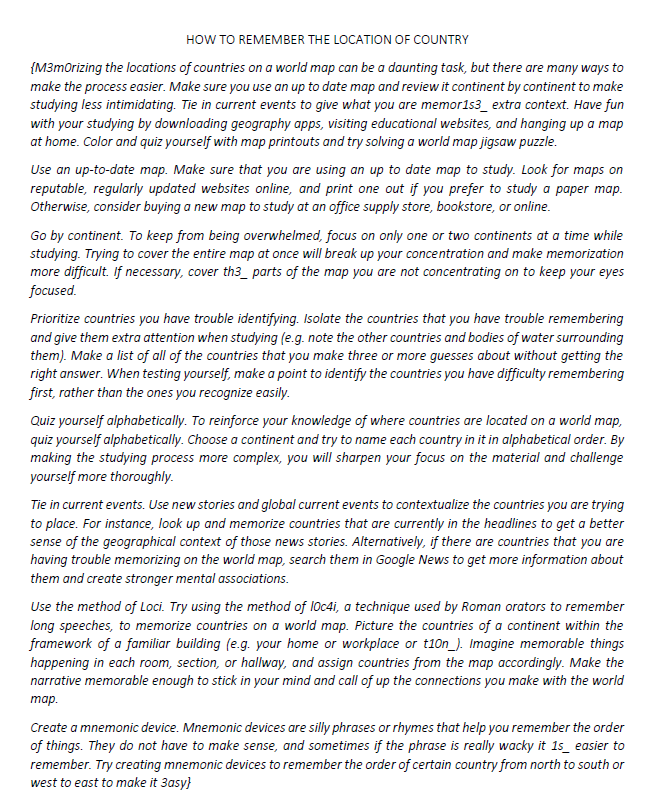 HOW TO REMEMBER THE LOCATION OF COUNTRY
{M3m0rizing the locations of countries on a world map can be a daunting task, but there are many ways to
make the process easier. Make sure you use an up to date map and review it continent by continent to make
studying less intimidating. Tie in current events to give what you are memor1s3_ extra context. Have fun
with your studying by downloading geography apps, visiting educational websites, and hanging up a map
at home. Color and quiz yourself with map printouts and try solving a world map jigsaw puzzle.
Use an up-to-date map. Make sure that you are using an up to date map to study. Look for maps on
reputable, regularly updated websites online, and print one out if you prefer to study a paper map.
Otherwise, consider buying a new map to study at an office supply store, bookstore, or online.
Go by continent. To keep from being overwhelmed, focus on only one or two continents at a time while
studying. Trying to cover the entire map at once will break up your concentration and make memorization
more difficult. If necessary, cover th3_ parts of the map you are not concentrating on to keep your eyes
focused.
Prioritize countries you have trouble identifying. Isolate the countries that you have trouble remembering
and give them extra attention when studying (e.g. note the other countries and bodies of water surrounding
them). Make a list of all of the countries that you make three or more guesses about without getting the
right answer. When testing yourself, make a point to identify the countries you have difficulty remembering
first, rather than the ones you recognize easily.
Quiz yourself alphabetically. To reinforce your knowledge of where countries are located on a world map,
quiz yourself alphabetically. Choose a continent and try to name each country in it in alphabetical order. By
making the studying process more complex, you will sharpen your focus on the material and challenge
yourself more thoroughly.
Tie in current events. Use new stories and global current events to contextualize the countries you are trying
to place. For instance, look up and memorize countries that are currently in the headlines to get a better
sense of the geographical context of those news stories. Alternatively, if there are countries that you are
having trouble memorizing on the world map, search them in Google News to get more information about
them and create stronger mental associations.
Use the method of Loci. Try using the method of l0c4i, a technique used by Roman orators to remember
long speeches, to memorize countries on a world map. Picture the countries of a continent within the
framework of a familiar building (e.g. your home or workplace or t10n_). Imagine memorable things
happening in each room, section, or hallway, and assign countries from the map accordingly. Make the
narrative memorable enough to stick in your mind and call of up the connections you make with the world
map.
Create a mnemonic device. Mnemonic devices are silly phrases or rhymes that help you remember the order
of things. They do not have to make sense, and sometimes if the phrase is really wacky it 1s_ easier to
remember. Try creating mnemonic devices to remember the order of certain country from north to south or
west to east to make it 3asy}